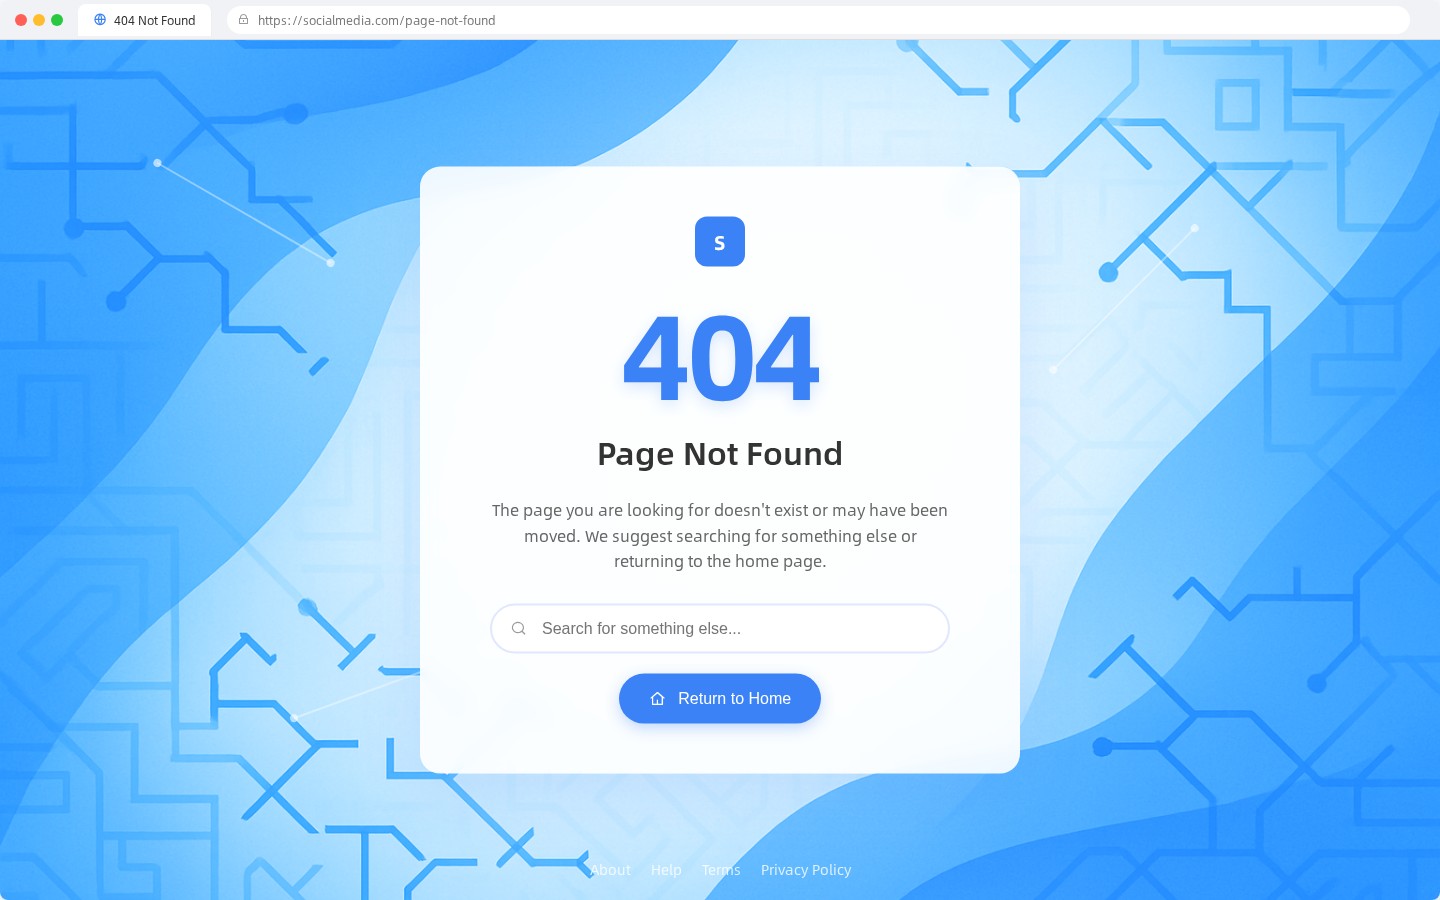 404 Not Found
https://socialmedia.com/page-not-found
S
404
Page Not Found
The page you are looking for doesn't exist or may have been
moved. We suggest searching for something else or
returning to the home page.
Search for something else...
Return to Home
About Help Terms Privacy Policy